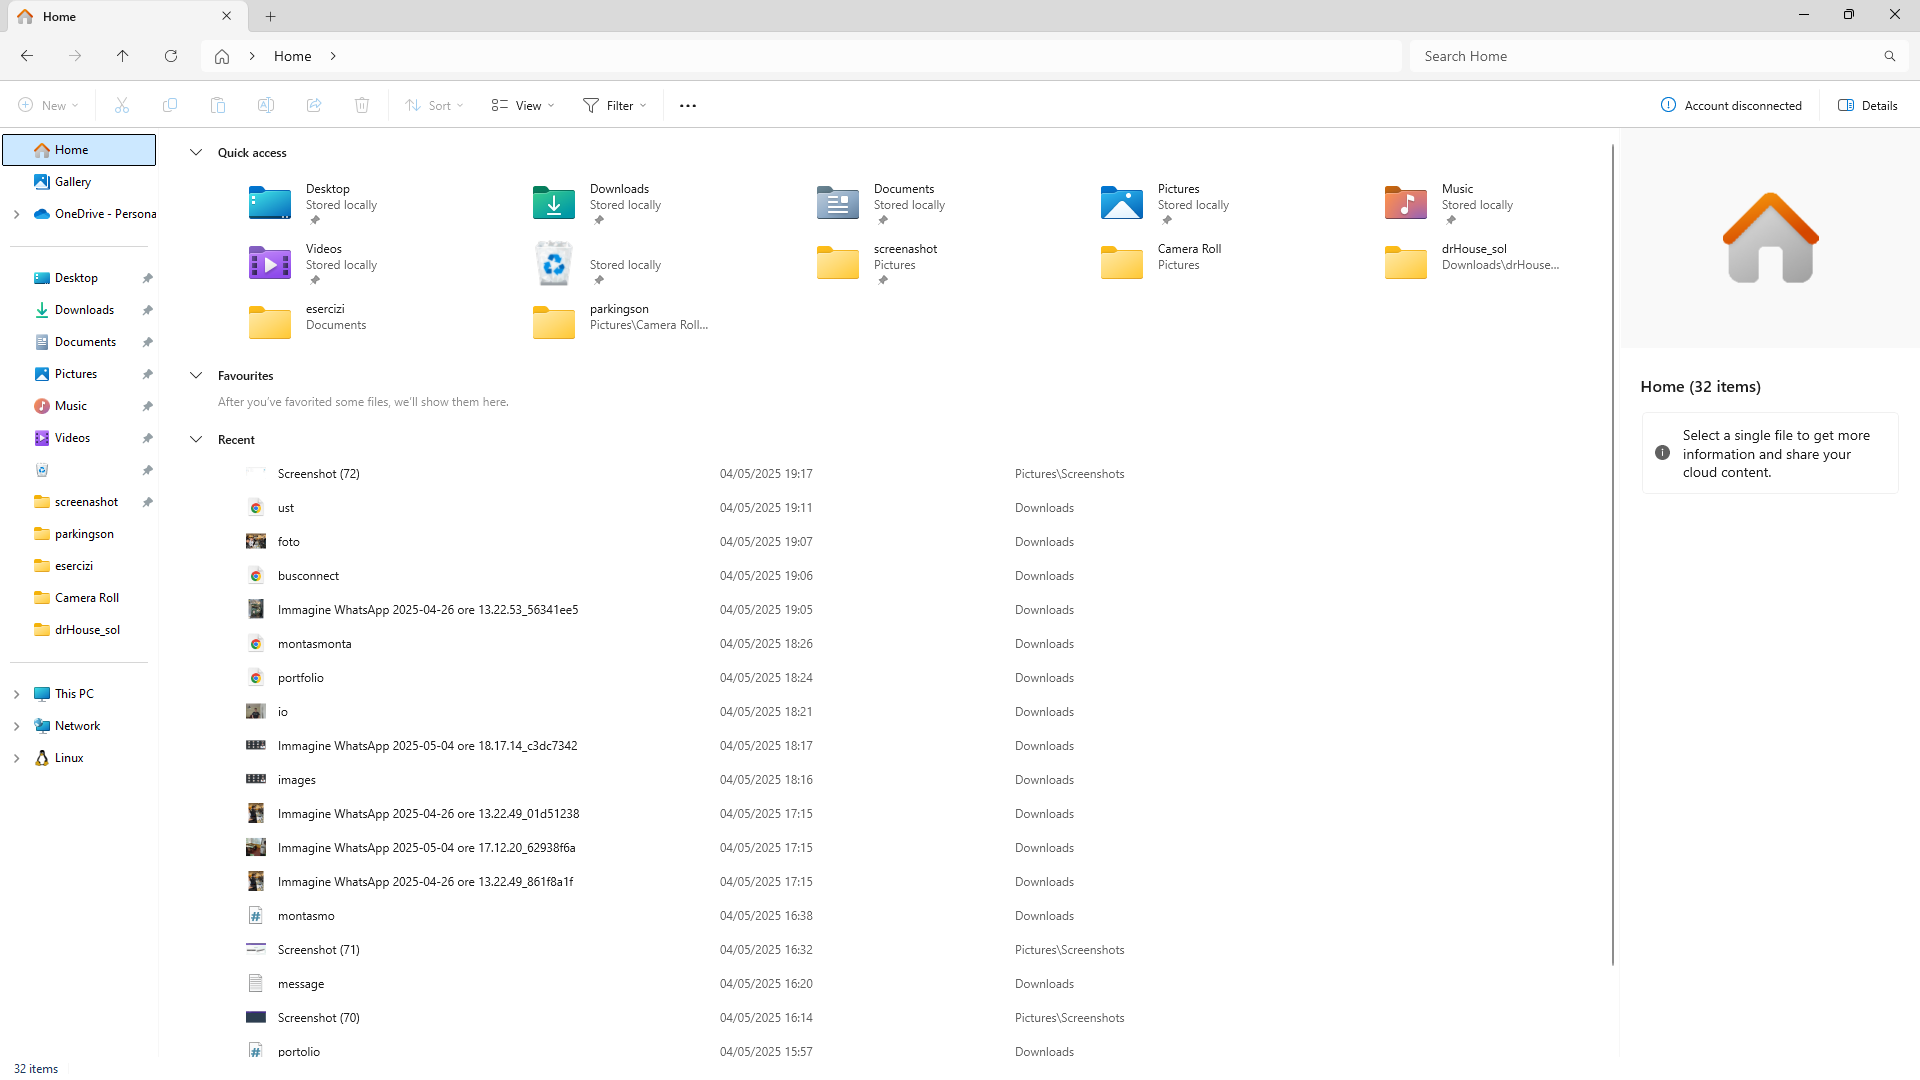 Home
Home
Search Home
New
Sort
View
Filter
Account disconnected
Details
Home
Gallery
OneDrive - Persona
Desktop
Downloads
Documents
Pictures
Music
Videos
screenashot
parkingson
esercizi
Camera Roll
drHouse_sol
This PC
Network
Linux
Quick access
Desktop
Stored locally
Downloads
Stored locally
Documents
Stored locally
Pictures
Stored locally
Music
Stored locally
Videos
Stored locally
Stored locally
screenashot
Pictures
Camera Roll
Pictures
drHouse_sol
Downloads\drHouse...
esercizi
Documents
parkingson
Pictures\Camera Roll...
Favourites
After you've favorited some files, we'll show them here.
Recent
Screenshot (72) 04/05/2025 19:17 Pictures\Screenshots
ust 04/05/2025 19:11 Downloads
foto 04/05/2025 19:07 Downloads
busconnect 04/05/2025 19:06 Downloads
Immagine WhatsApp 2025-04-26 ore 13.22.53_56341ee5 04/05/2025 19:05 Downloads
montasmonta 04/05/2025 18:26 Downloads
portfolio 04/05/2025 18:24 Downloads
io 04/05/2025 18:21 Downloads
Immagine WhatsApp 2025-05-04 ore 18.17.14_c3dc7342 04/05/2025 18:17 Downloads
images 04/05/2025 18:16 Downloads
Immagine WhatsApp 2025-04-26 ore 13.22.49_01d51238 04/05/2025 17:15 Downloads
Immagine WhatsApp 2025-05-04 ore 17.12.20_62938f6a 04/05/2025 17:15 Downloads
Immagine WhatsApp 2025-04-26 ore 13.22.49_861f8a1f 04/05/2025 17:15 Downloads
montasmo 04/05/2025 16:38 Downloads
Screenshot (71) 04/05/2025 16:32 Pictures\Screenshots
message 04/05/2025 16:20 Downloads
Screenshot (70) 04/05/2025 16:14 Pictures\Screenshots
portolio 04/05/2025 15:57 Downloads
Home (32 items)
Select a single file to get more
information and share your
cloud content.
32 items